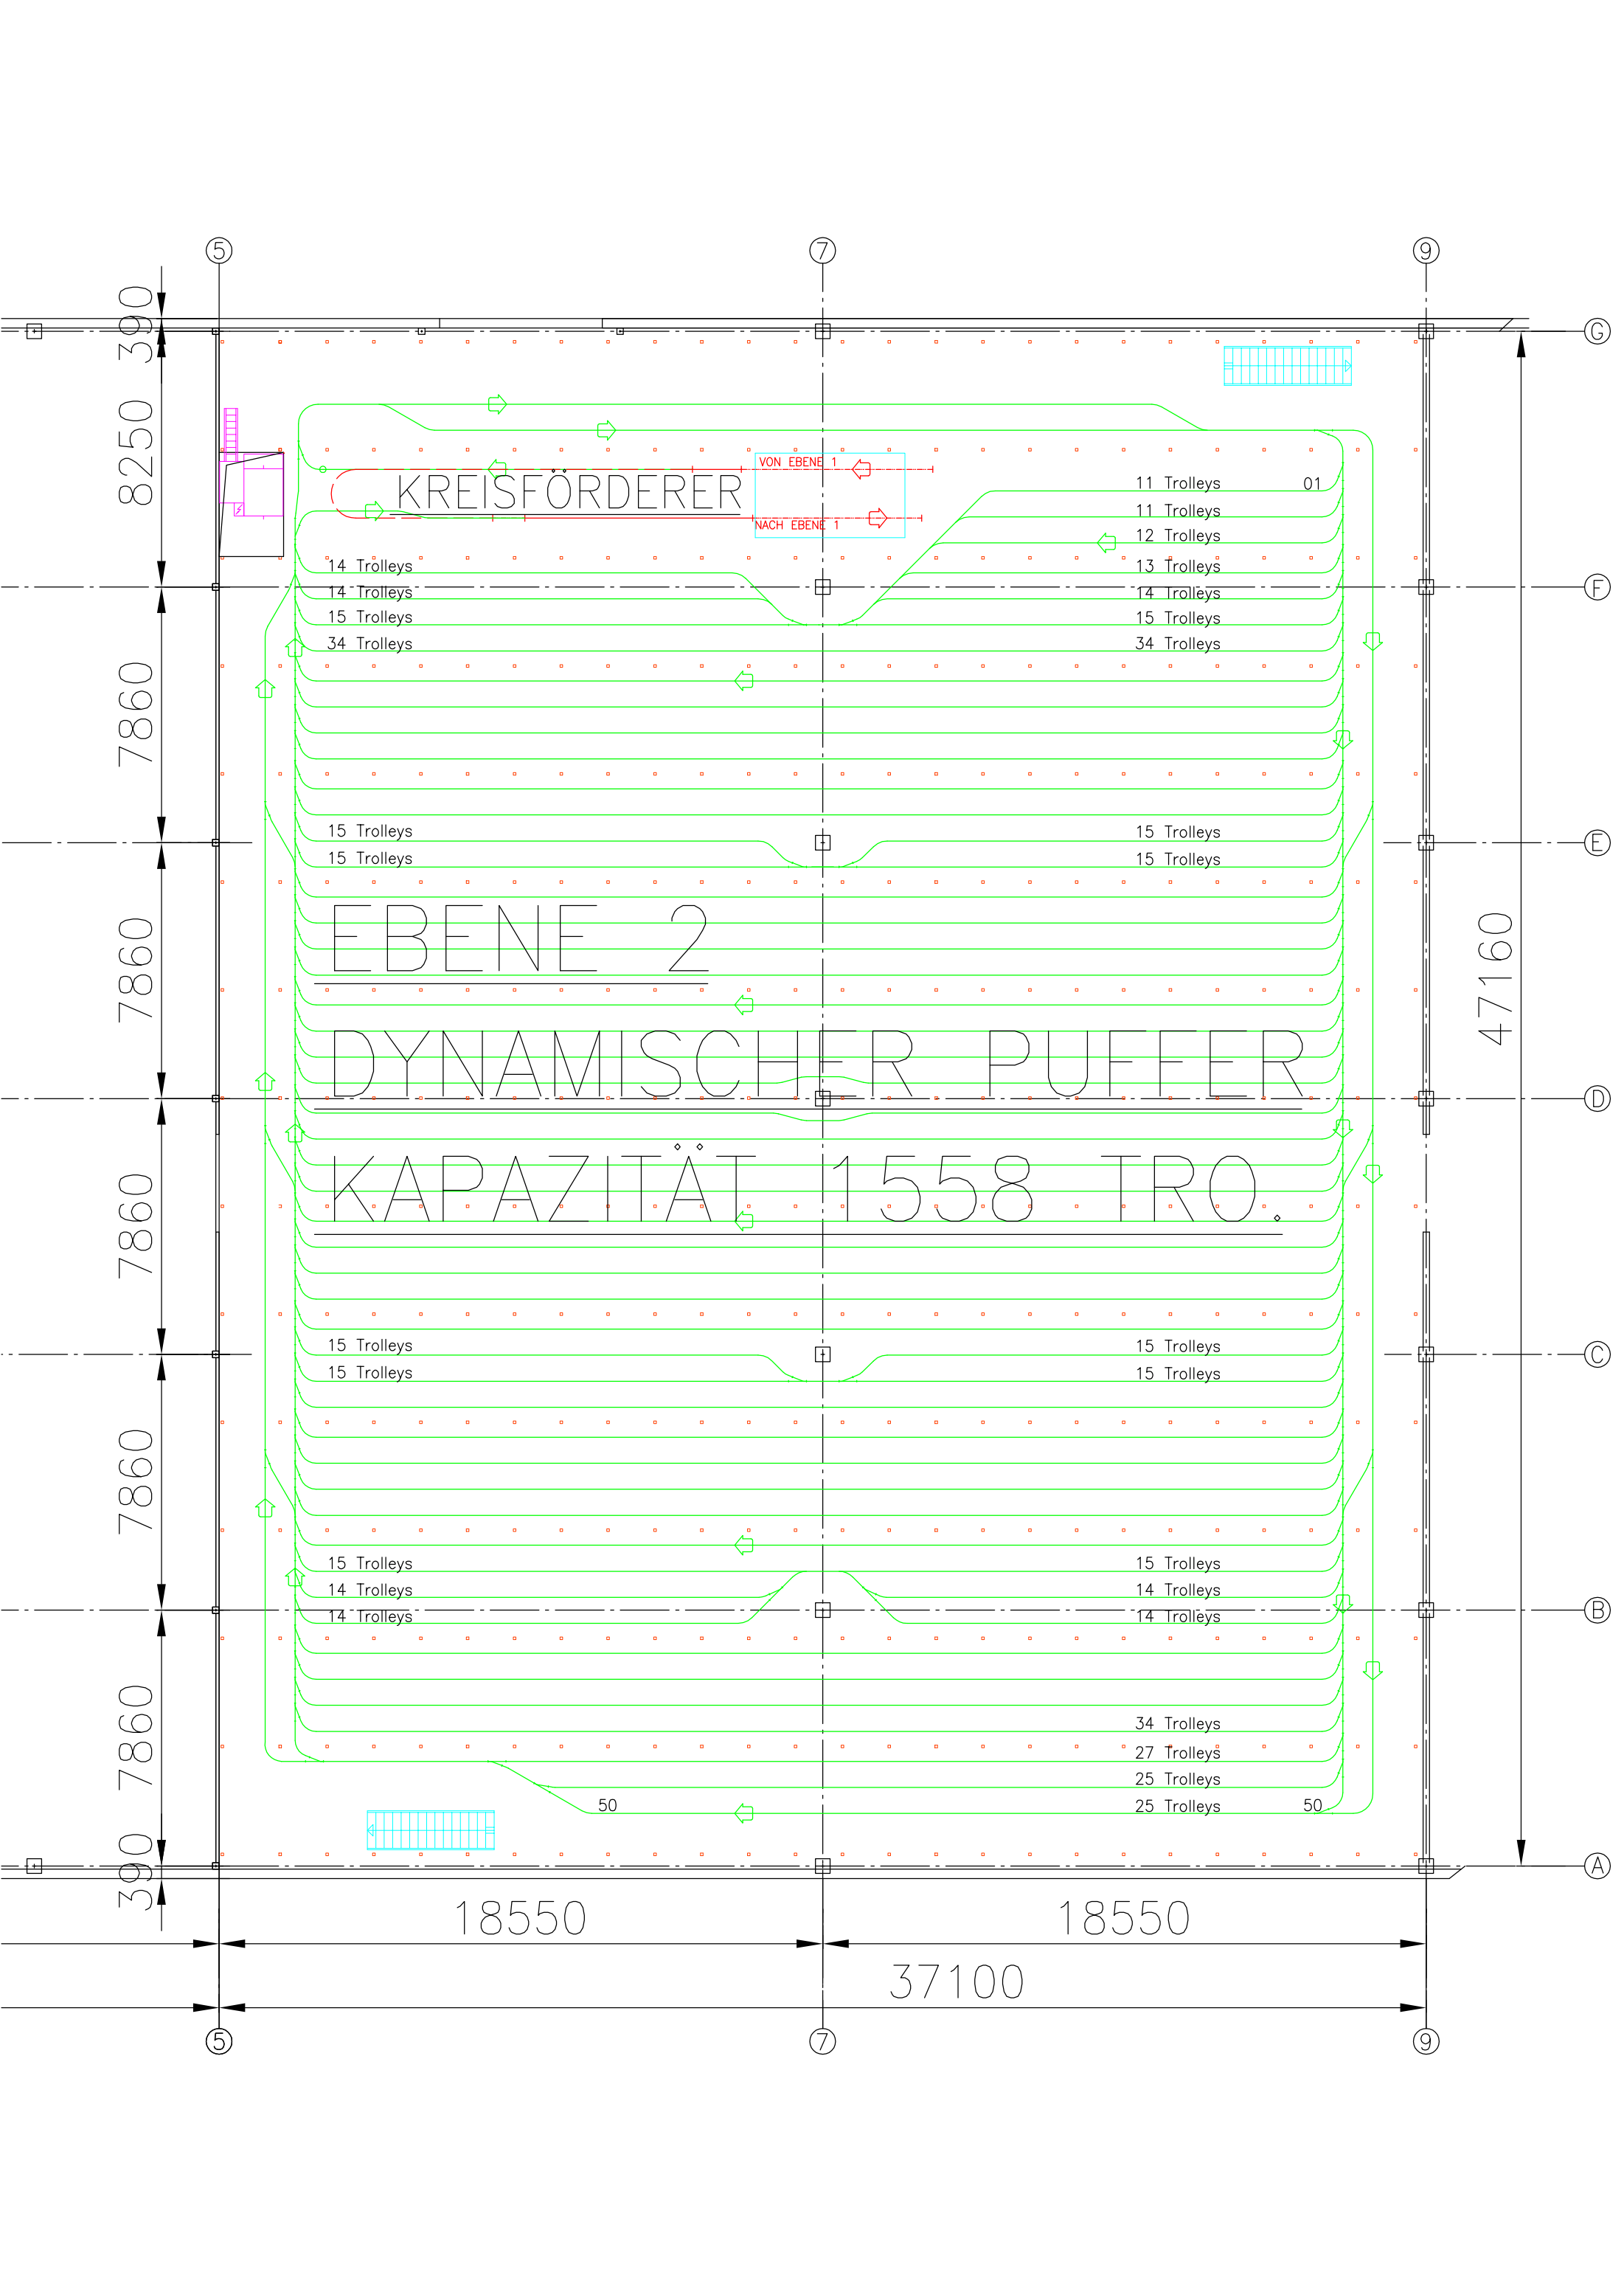 5 7 9
390
G
8250
VON EBENE 1
KREISFÖRDERER
11 Trolleys 01
11 Trolleys
NACH EBENE 1
12 Trolleys
14 Trolleys 13 Trolleys
F
14 Trolleys 14 Trolleys
15 Trolleys 15 Trolleys
34 Trolleys 34 Trolleys
7860
15 Trolleys 15 Trolleys
E
15 Trolleys 15 Trolleys
EBENE 2
7860
47160
DYNAMISCHER PUFFER
D
KAPAZITÄT 1558 TRO.
7860
15 Trolleys 15 Trolleys
C
15 Trolleys 15 Trolleys
7860
15 Trolleys 15 Trolleys
14 Trolleys 14 Trolleys
B
14 Trolleys 14 Trolleys
7860
34 Trolleys
27 Trolleys
25 Trolleys
50 25 Trolleys 50
390
A
18550 18550
37100
5 7 9